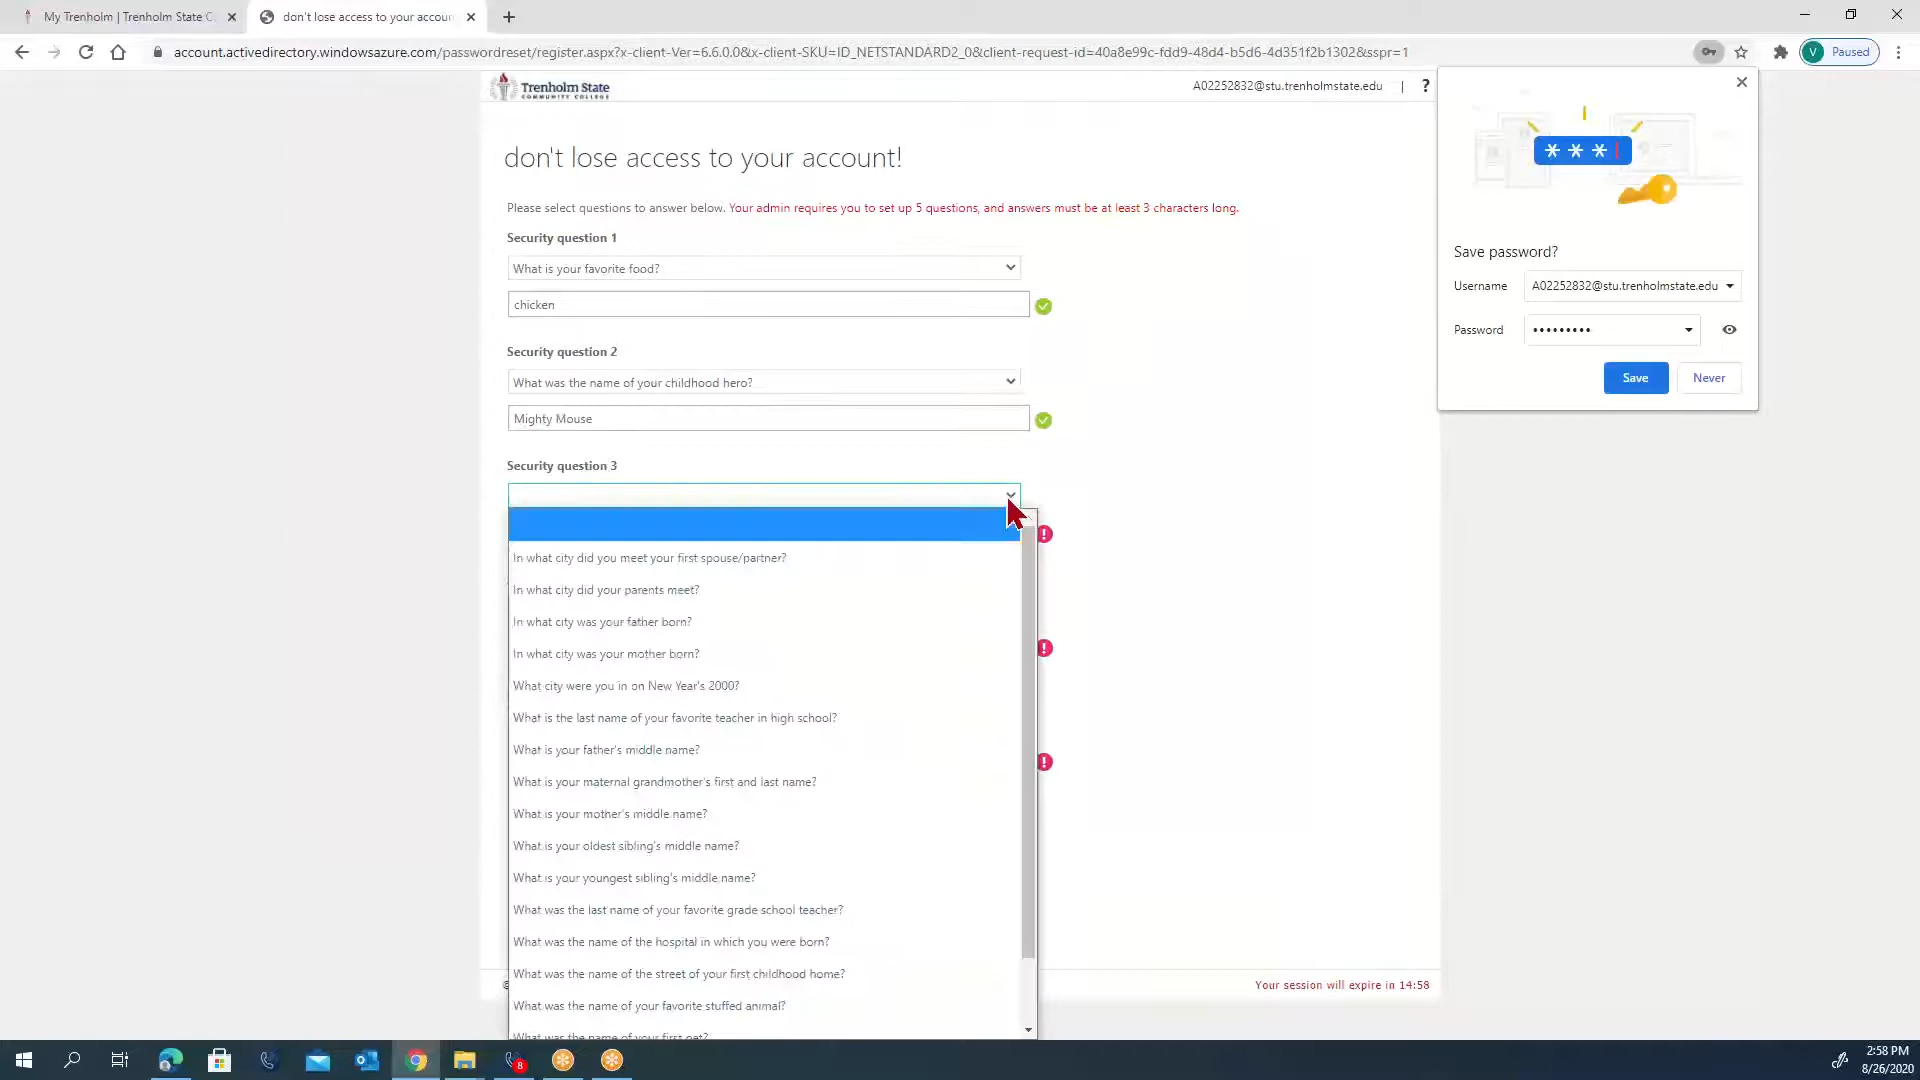 My Trenholm | Trenholm State C
don't lose access to your accoun
account.activedirectory.windowsazure.com/passwordreset/register.aspx?x-client-Ver=6.6.0.0&x-client-SKU=ID_NETSTANDARD2_0&client-request-id=40a8e99c-fdd9-48d4-b5d6-4d351f2b1302&sspr=1
V Paused
Trenholm State
COMMUNITY COLLEGE
A02252832@stu.trenholmstate.edu | ?
don't lose access to your account!
Please select questions to answer below. Your admin requires you to set up 5 questions, and answers must be at least 3 characters long.
Security question 1
What is your favorite food?
chicken
Security question 2
What was the name of your childhood hero?
Mighty Mouse
Security question 3
In what city did you meet your first spouse/partner?
In what city did your parents meet?
In what city was your father born?
In what city was your mother born?
What city were you in on New Year's 2000?
What is the last name of your favorite teacher in high school?
What is your father's middle name?
What is your maternal grandmother's first and last name?
What is your mother's middle name?
What is your oldest sibling's middle name?
What is your youngest sibling's middle name?
What was the last name of your favorite grade school teacher?
What was the name of the hospital in which you were born?
What was the name of the street of your first childhood home?
What was the name of your favorite stuffed animal?
What was the name of your first pet?
Your session will expire in 14:58
Save password?
Username A02252832@stu.trenholmstate.edu
Password •••••••••
Save Never
8
2:58 PM
8/26/2020